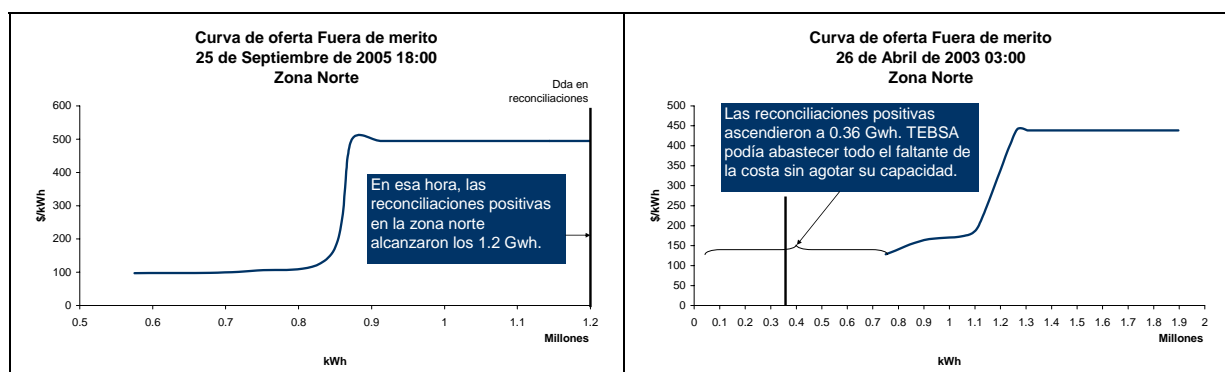 Curva de oferta Fuera de merito
25 de Septiembre de 2005 18:00
Zona Norte
Dda en
reconciliaciones
600
500
400
300
200
100
0
$/kWh
En esa hora, las
reconciliaciones positivas
en la zona norte
alcanzaron los 1.2 Gwh.
0.5 0.6 0.7 0.8 0.9 1 1.1 1.2
Millones
kWh
Curva de oferta Fuera de merito
26 de Abril de 2003 03:00
Zona Norte
500
450
400
350
300
250
200
150
100
50
0
$/kWh
Las reconciliaciones positivas
ascendieron a 0.36 Gwh. TEBSA
podía abastecer todo el faltante de
la costa sin agotar su capacidad.
0 0.1 0.2 0.3 0.4 0.5 0.6 0.7 0.8 0.9 1 1.1 1.2 1.3 1.4 1.5 1.6 1.7 1.8 1.9 2
Millones
kWh